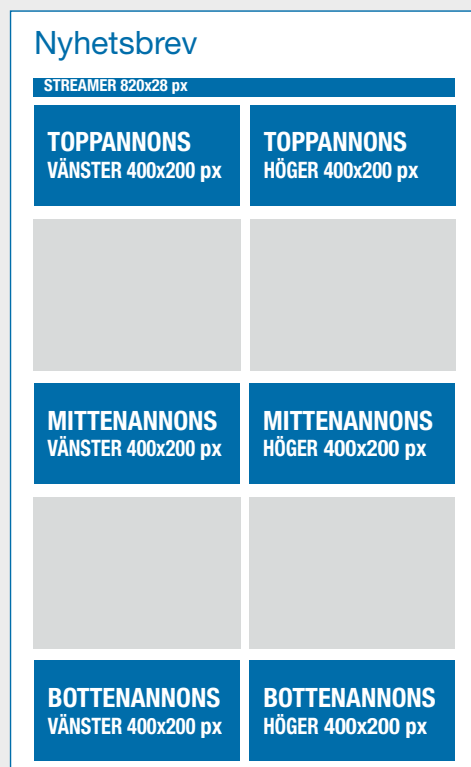 Nyhetsbrev
STREAMER 820x28 px
TOPPANNONS
VÄNSTER 400x200 px
TOPPANNONS
HÖGER 400x200 px
MITTENANNONS
VÄNSTER 400x200 px
MITTENANNONS
HÖGER 400x200 px
BOTTENANNONS
VÄNSTER 400x200 px
BOTTENANNONS
HÖGER 400x200 px